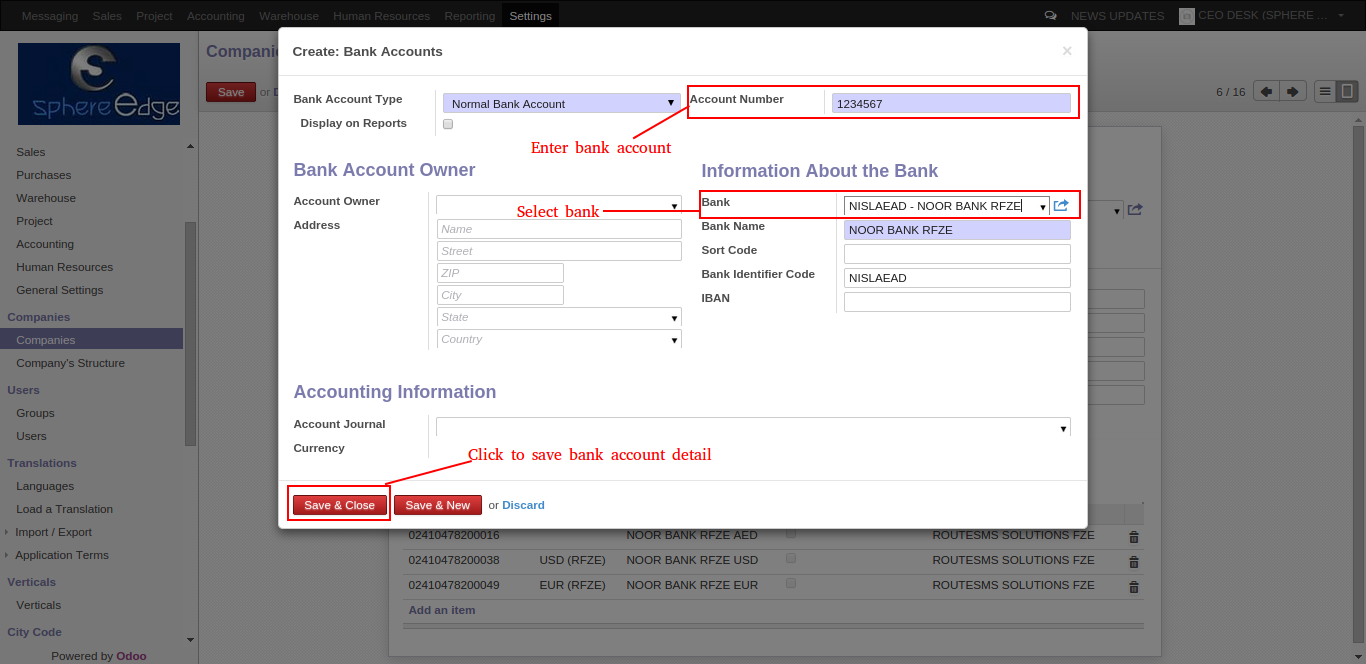 Messaging Sales Project Accounting Warehouse Human Resources Reporting Settings NEWS UPDATES CEO DESK (SPHERE ...
sphere edge
Sales
Purchases
Warehouse
Project
Accounting
Human Resources
General Settings
Companies
Companies
Company's Structure
Users
Groups
Users
Translations
Languages
Load a Translation
Import / Export
Application Terms
Verticals
Verticals
City Code
Powered by Odoo
Save or
6 / 16
Create: Bank Accounts ×
Bank Account Type Normal Bank Account Account Number 1234567
Display on Reports
Enter bank account
Bank Account Owner Information About the Bank
Account Owner Bank NISLAEAD - NOOR BANK RFZE
Select bank
Address Name Bank Name NOOR BANK RFZE
Street Sort Code
ZIP Bank Identifier Code NISLAEAD
City IBAN
State
Country
Accounting Information
Account Journal
Currency
Click to save bank account detail
Save & Close Save & New or Discard
02410478200016 NOOR BANK RFZE AED ROUTESMS SOLUTIONS FZE
02410478200038 USD (RFZE) NOOR BANK RFZE USD ROUTESMS SOLUTIONS FZE
02410478200049 EUR (RFZE) NOOR BANK RFZE EUR ROUTESMS SOLUTIONS FZE
Add an item